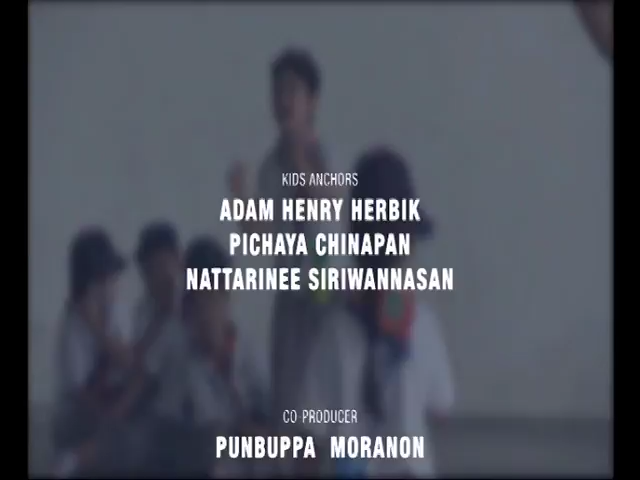 KIDS ANCHORS
ADAM HENRY HERBIK
PICHAYA CHINAPAN
NATTARINEE SIRIWANNASAN
CO-PRODUCER
PUNBUPPA MORANON